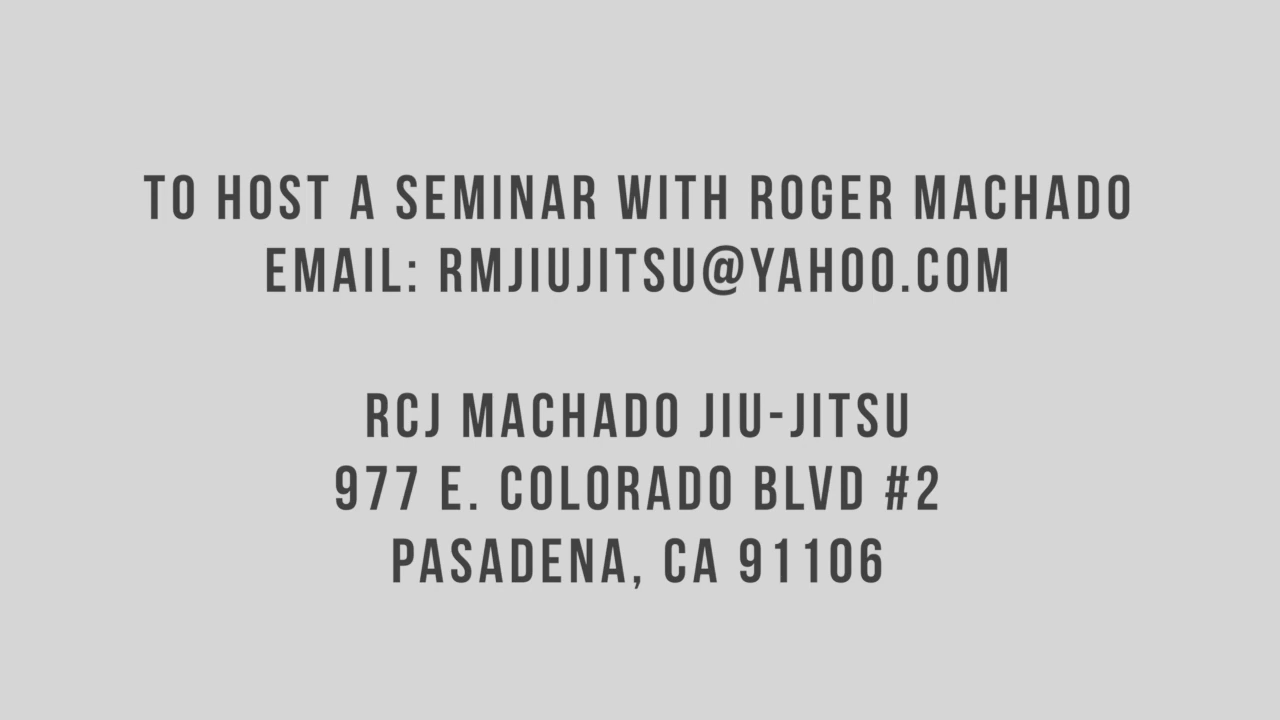 TO HOST A SEMINAR WITH ROGER MACHADO
EMAIL: RMJIUJITSU@YAHOO.COM
RCJ MACHADO JIU-JITSU
977 E. COLORADO BLVD #2
PASADENA, CA 91106